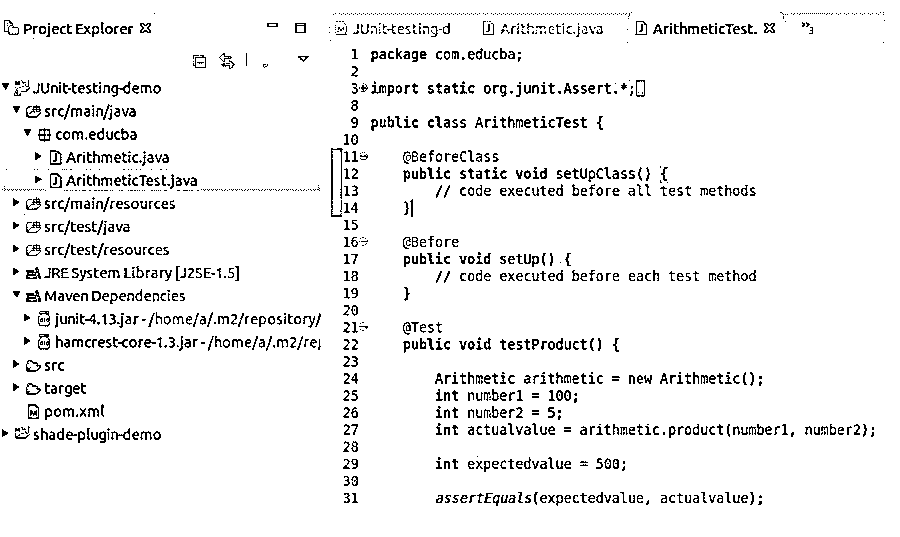 Project Explorer
JUnit-testing-demo
src/main/java
com.educba
Arithmetic.java
ArithmeticTest.java
src/main/resources
src/test/java
src/test/resources
JRE System Library [J2SE-1.5]
Maven Dependencies
junit-4.13.jar - /home/a/.m2/repository/
hamcrest-core-1.3.jar - /home/a/.m2/rep
src
target
pom.xml
shade-plugin-demo
JUnit-testing-d Arithmetic.java ArithmeticTest. »3
1 package com.educba;
2
3 import static org.junit.Assert.*;
8
9 public class ArithmeticTest {
10
11 @BeforeClass
12 public static void setUpClass() {
13 // code executed before all test methods
14 }
15
16 @Before
17 public void setUp() {
18 // code executed before each test method
19 }
20
21 @Test
22 public void testProduct() {
23
24 Arithmetic arithmetic = new Arithmetic();
25 int number1 = 100;
26 int number2 = 5;
27 int actualvalue = arithmetic.product(number1, number2);
28
29 int expectedvalue = 500;
30
31 assertEquals(expectedvalue, actualvalue);